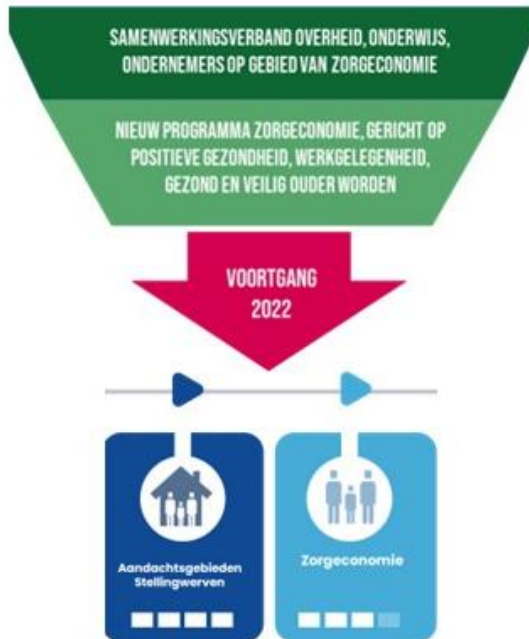 SAMENWERKINGSVERBAND OVERHEID, ONDERWIJS,
ONDERNEMERS OP GEBIED VAN ZORGECONOMIE
NIEUW PROGRAMMA ZORGECONOMIE, GERICHT OP
POSITIEVE GEZONDHEID, WERKGELEGENHEID,
GEZOND EN VEILIG OUDER WORDEN
VOORTGANG
2022
Aandachtsgebieden
Stellingwerven
Zorgeconomie